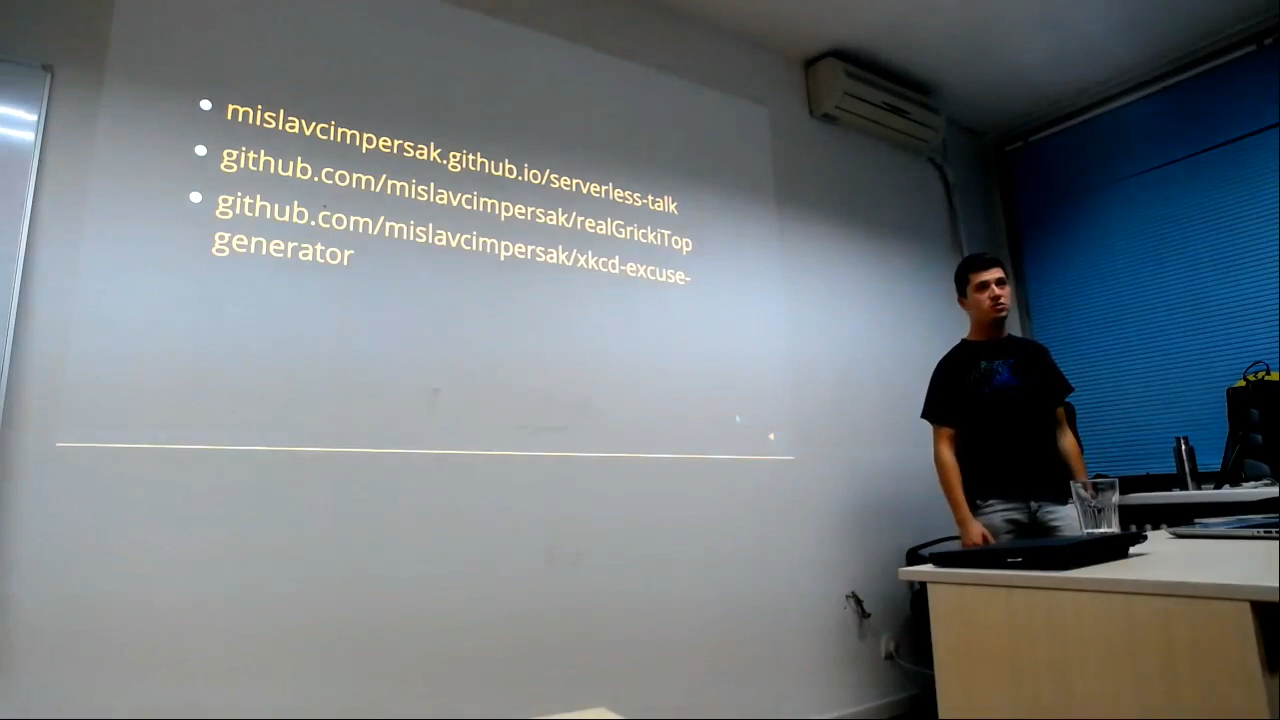 mislavcimpersak.github.io/serverless-talk
github.com/mislavcimpersak/realGrickiTop
github.com/mislavcimpersak/xkcd-excuse-
generator